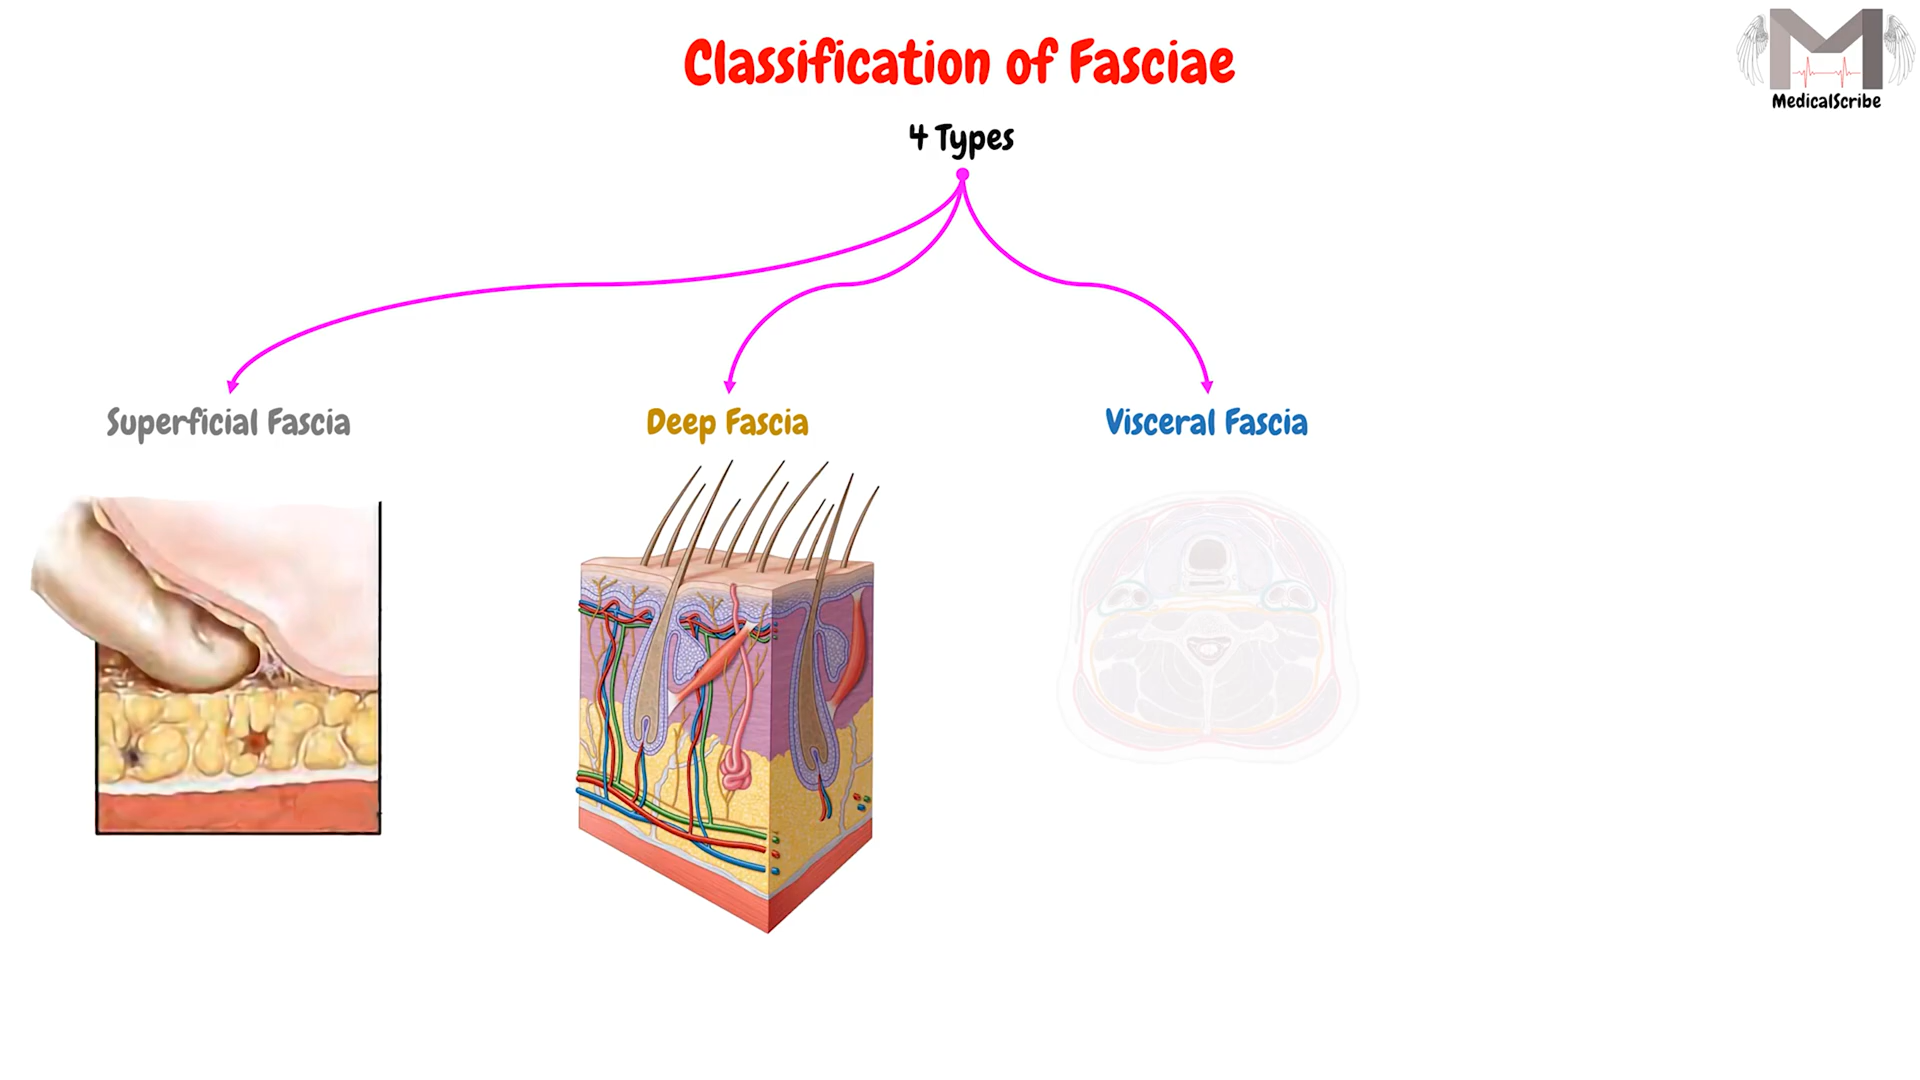 Classification of Fasciae
MedicalScribe
4 Types
Superficial Fascia
Deep Fascia
Visceral Fascia